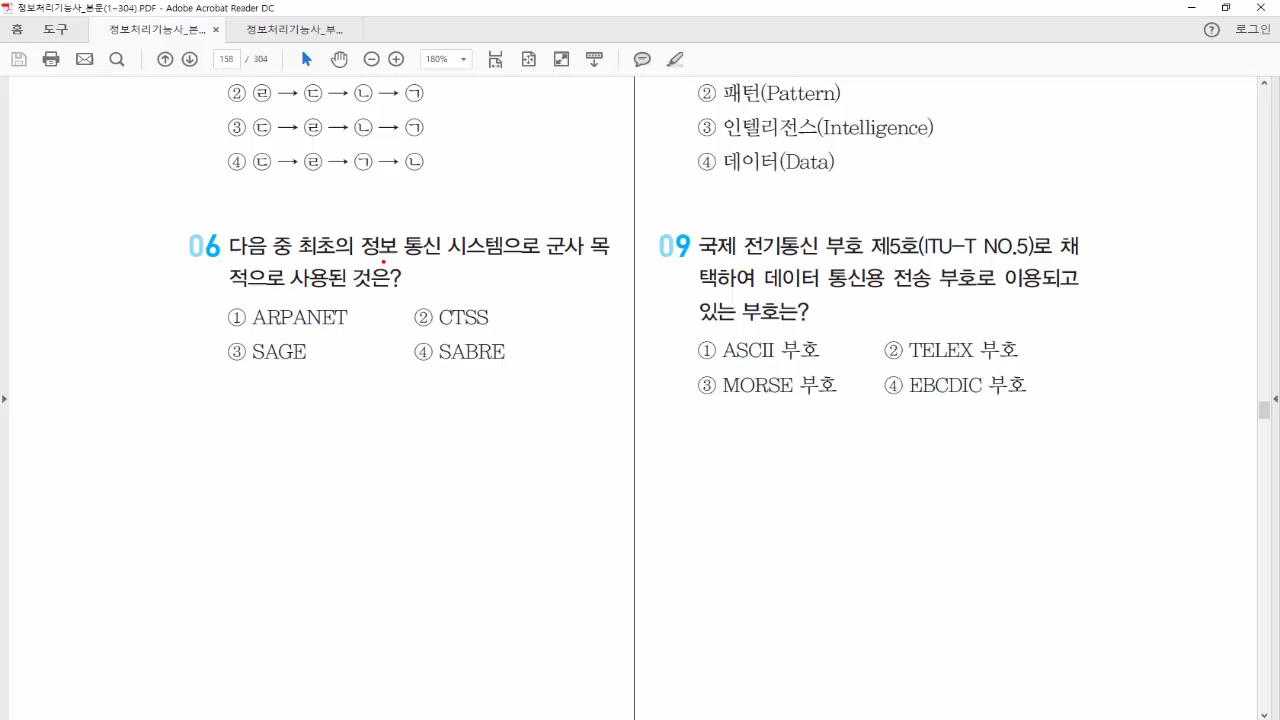 정보처리기능사_본문(1~304).PDF - Adobe Acrobat Reader DC
홈 도구 정보처리기능사_본... × 정보처리기능사_부... 로그인
158 / 304 180%
② ㉣ → ㉢ → ㉡ → ㉠
③ ㉢ → ㉣ → ㉡ → ㉠
④ ㉢ → ㉣ → ㉠ → ㉡
06 다음 중 최초의 정보 통신 시스템으로 군사 목
적으로 사용된 것은?
① ARPANET ② CTSS
③ SAGE ④ SABRE
② 패턴(Pattern)
③ 인텔리전스(Intelligence)
④ 데이터(Data)
09 국제 전기통신 부호 제5호(ITU-T NO.5)로 채
택하여 데이터 통신용 전송 부호로 이용되고
있는 부호는?
① ASCII 부호 ② TELEX 부호
③ MORSE 부호 ④ EBCDIC 부호